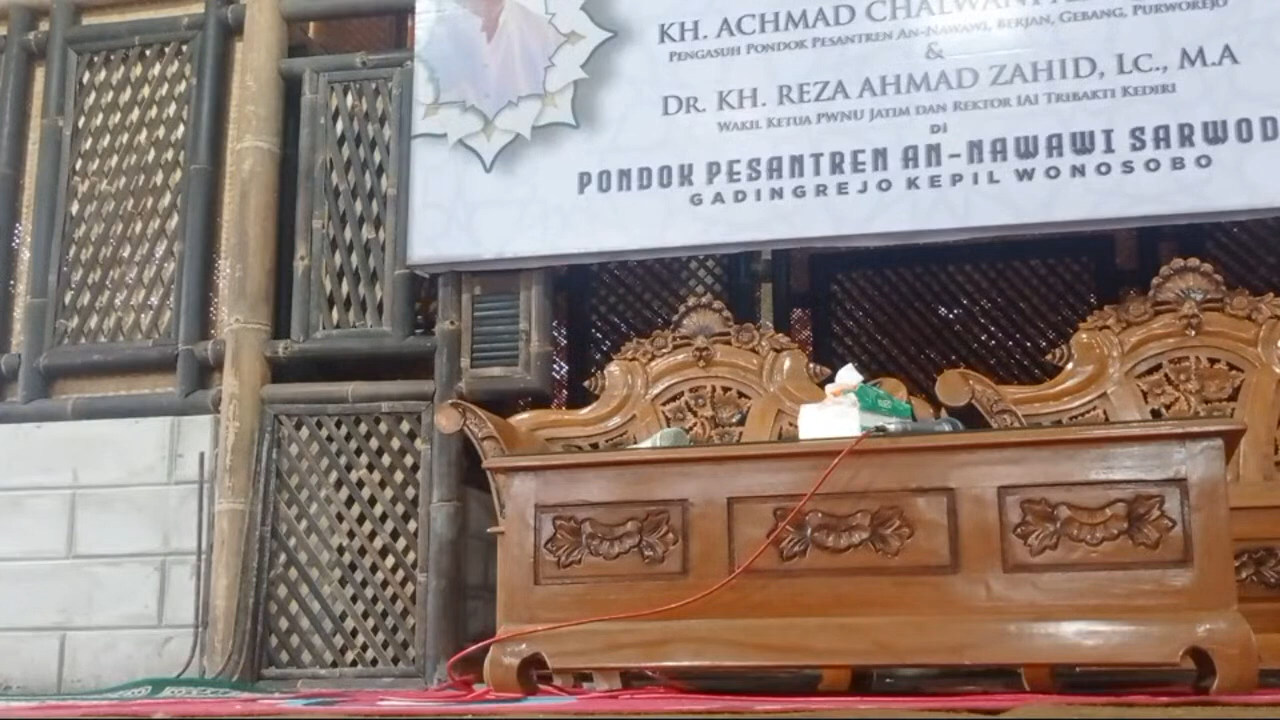 KH. ACHMAD CHALWANI
PENGASUH PONDOK PESANTREN AN-NAWAWI, BERJAN, GEBANG, PURWOREJO
&
DR. KH. REZA AHMAD ZAHID, LC., M.A
WAKIL KETUA PWNU JATIM DAN REKTOR IAI TRIBAKTI KEDIRI
DI
PONDOK PESANTREN AN-NAWAWI SARWOD
GADINGREJO KEPIL WONOSOBO